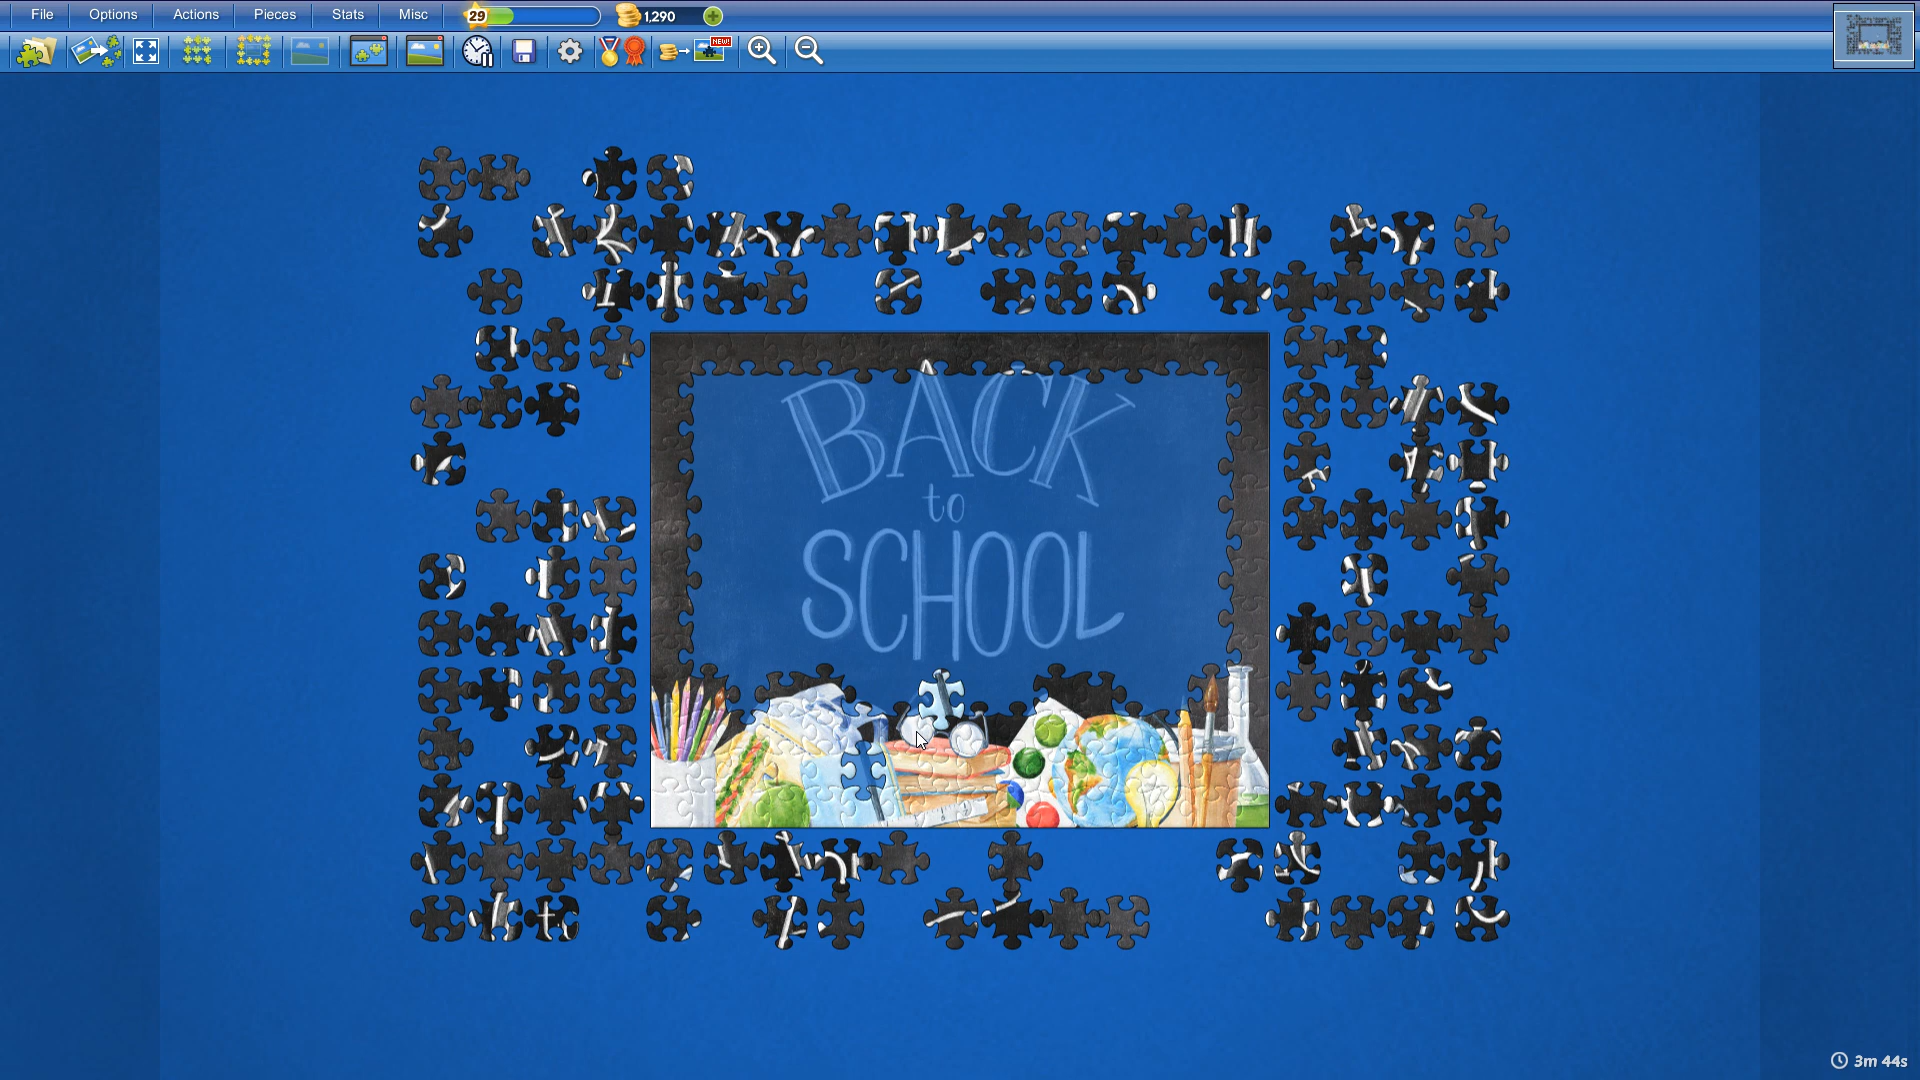 File Options Actions Pieces Stats Misc 29 1,290
NEW!
BACK
to
SCHOOL
3m 44s